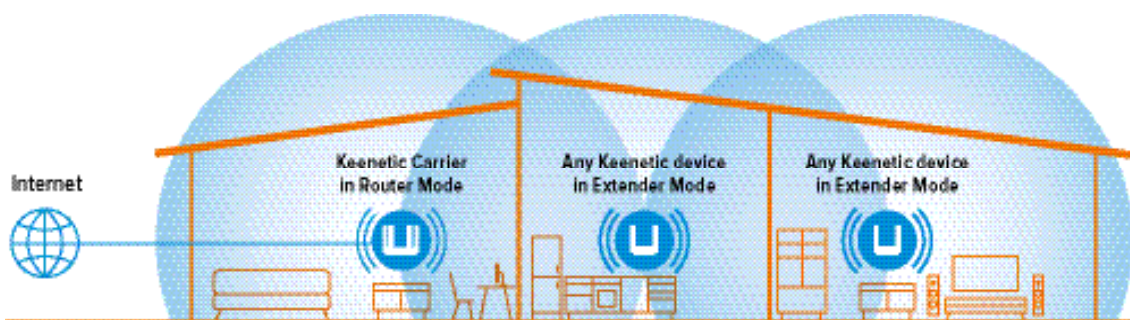 Internet
Keenetic Carrier
in Router Mode
Any Keenetic device
in Extender Mode
Any Keenetic device
in Extender Mode